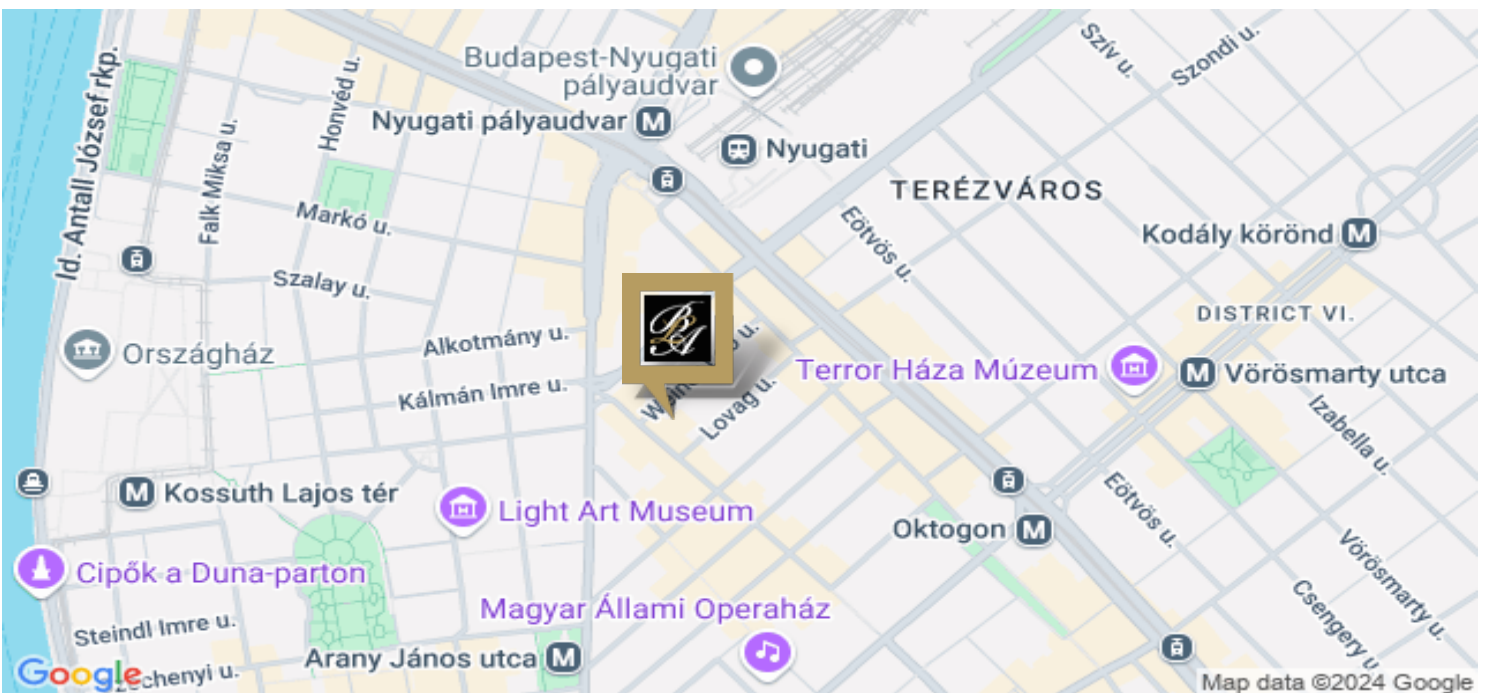 Szív u.
Szondi u.
Budapest-Nyugati
pályaudvar
Id. Antall József rkp.
Honvéd u.
Nyugati pályaudvar M
Falk Miksa u.
Nyugati
TERÉZVÁROS
Markó u.
Eötvös u.
Kodály körönd M
Szalay u.
DISTRICT VI.
Alkotmány u.
Országház
Terror Háza Múzeum
M Vörösmarty utca
Kálmán Imre u.
Lovag u.
Izabella u.
M Kossuth Lajos tér
Light Art Museum
Eötvös u.
Oktogon M
Vörösmarty u.
Cipők a Duna-parton
Csengery u.
Magyar Állami Operaház
Steindl Imre u.
Arany János utca M
Google
Map data ©2024 Google